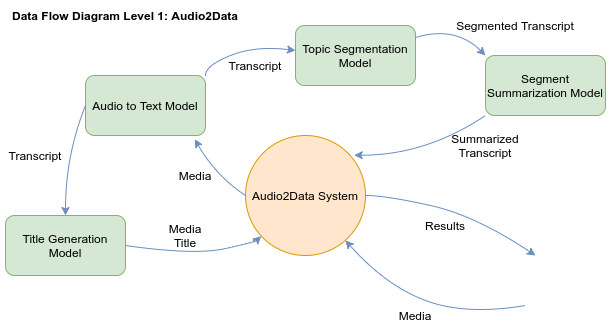 Data Flow Diagram Level 1: Audio2Data
Segmented Transcript
Topic Segmentation
Model
Transcript
Segment
Summarization Model
Audio to Text Model
Summarized
Transcript
Transcript
Media
Audio2Data System
Media
Title
Results
Title Generation
Model
Media